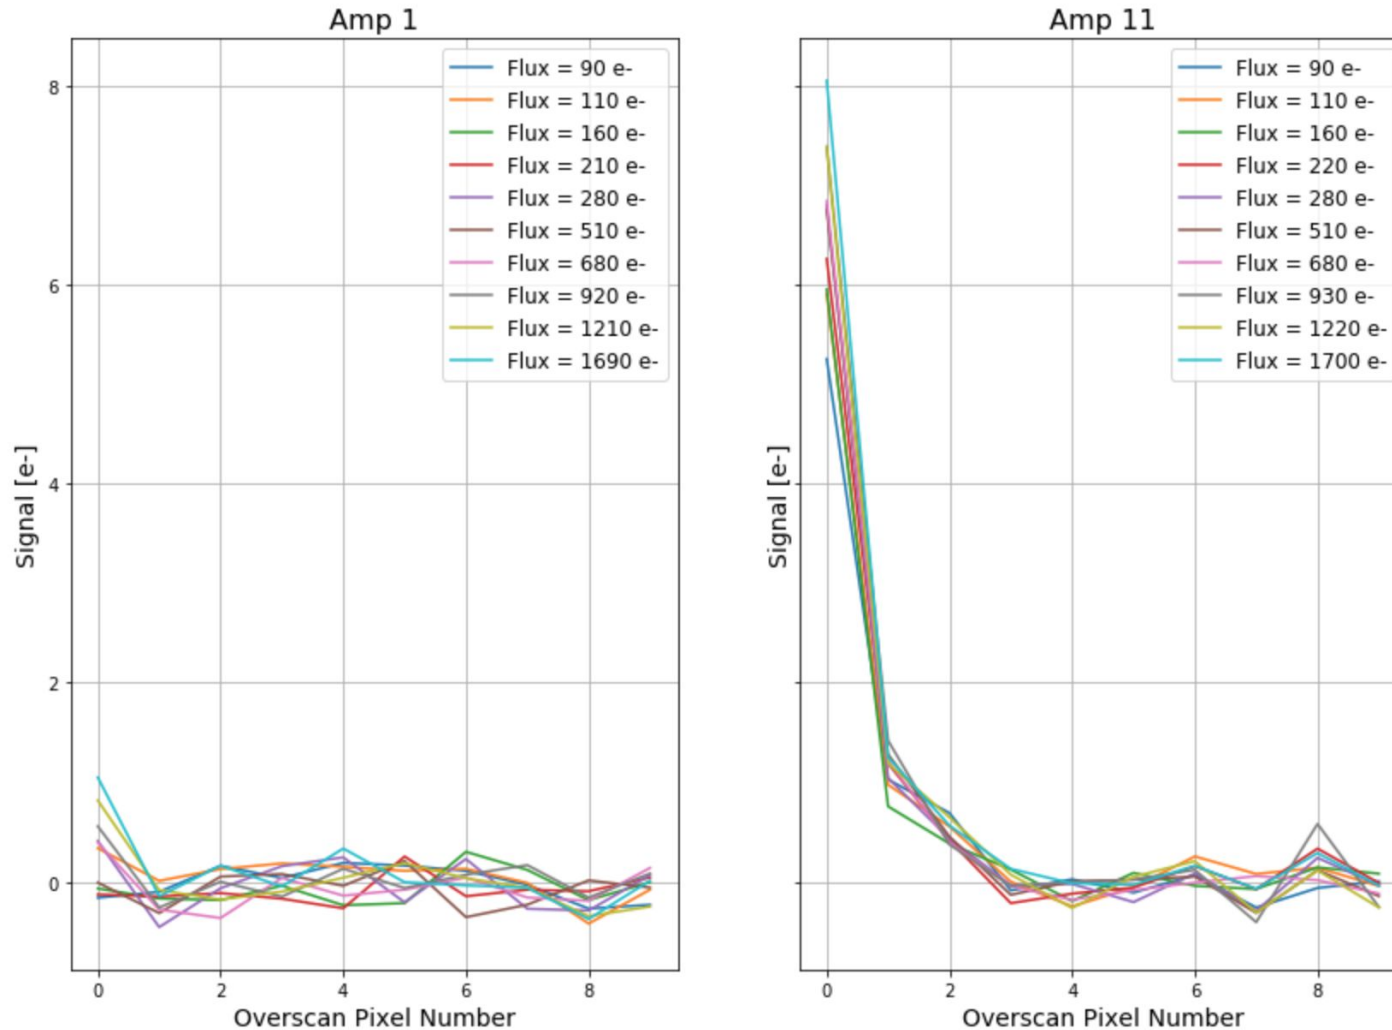 Amp 1
Flux = 90 e-
Flux = 110 e-
Flux = 160 e-
Flux = 210 e-
Flux = 280 e-
Flux = 510 e-
Flux = 680 e-
Flux = 920 e-
Flux = 1210 e-
Flux = 1690 e-
8
6
4
2
0
Signal [e-]
0 2 4 6 8
Overscan Pixel Number
Amp 11
Flux = 90 e-
Flux = 110 e-
Flux = 160 e-
Flux = 220 e-
Flux = 280 e-
Flux = 510 e-
Flux = 680 e-
Flux = 930 e-
Flux = 1220 e-
Flux = 1700 e-
Signal [e-]
0 2 4 6 8
Overscan Pixel Number